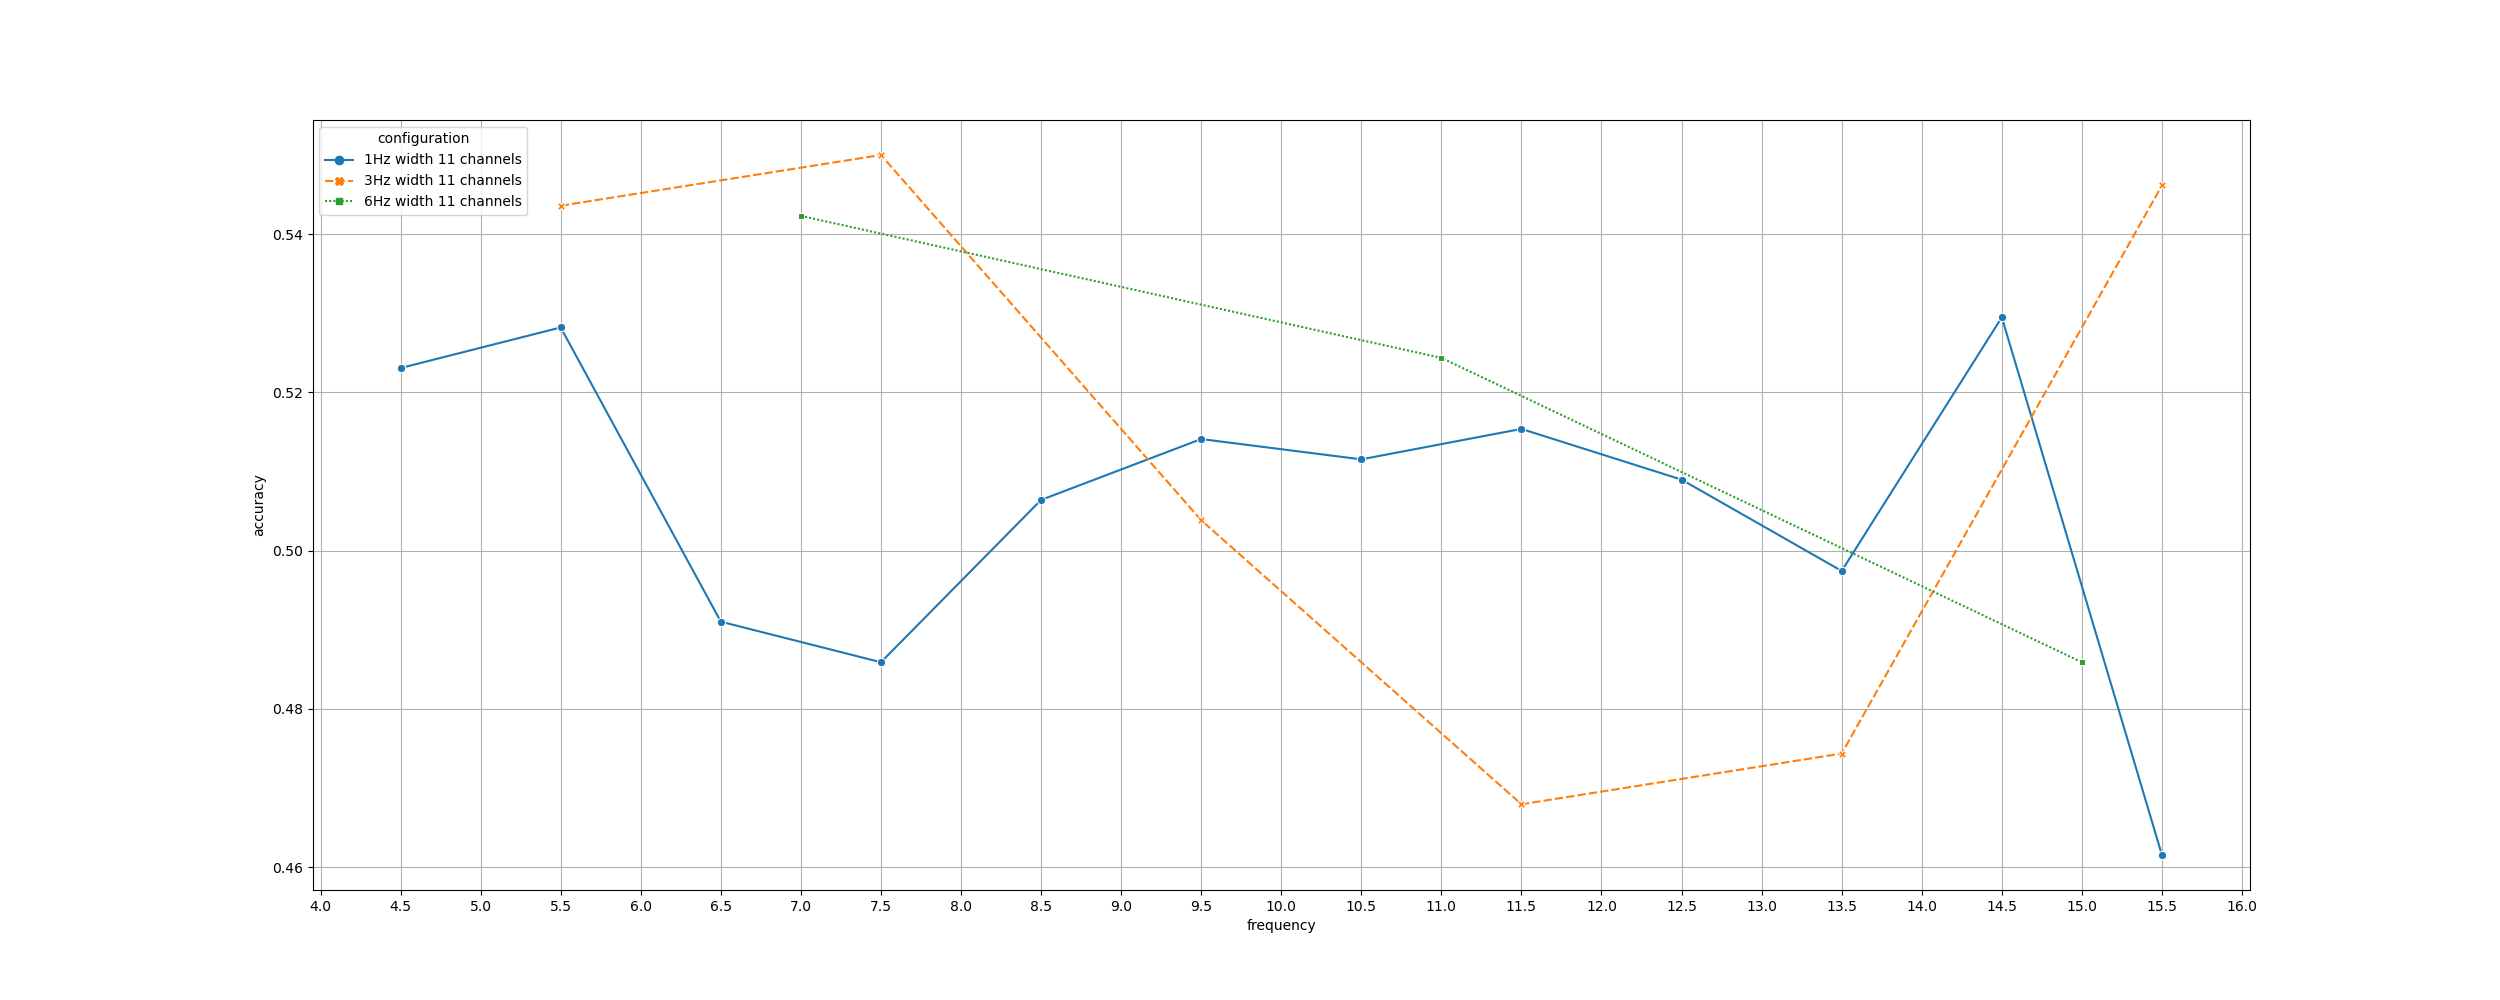 configuration
1Hz width 11 channels
3Hz width 11 channels
6Hz width 11 channels
0.54
0.52
0.50
0.48
0.46
accuracy
4.0 4.5 5.0 5.5 6.0 6.5 7.0 7.5 8.0 8.5 9.0 9.5 10.0 10.5 11.0 11.5 12.0 12.5 13.0 13.5 14.0 14.5 15.0 15.5 16.0
frequency